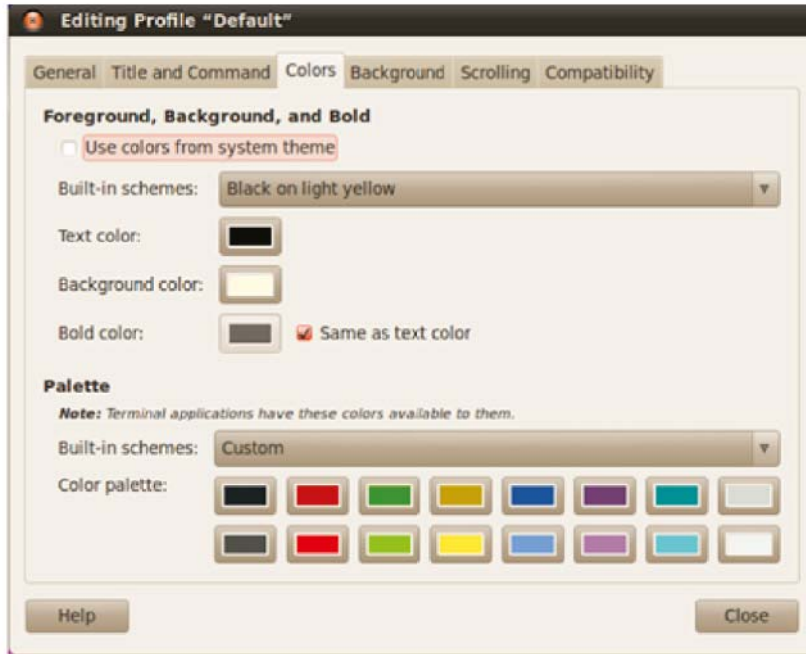 Editing Profile “Default”
General Title and Command Colors Background Scrolling Compatibility
Foreground, Background, and Bold
Use colors from system theme
Built-in schemes: Black on light yellow
Text color:
Background color:
Bold color: Same as text color
Palette
Note: Terminal applications have these colors available to them.
Built-in schemes: Custom
Color palette:
Help Close